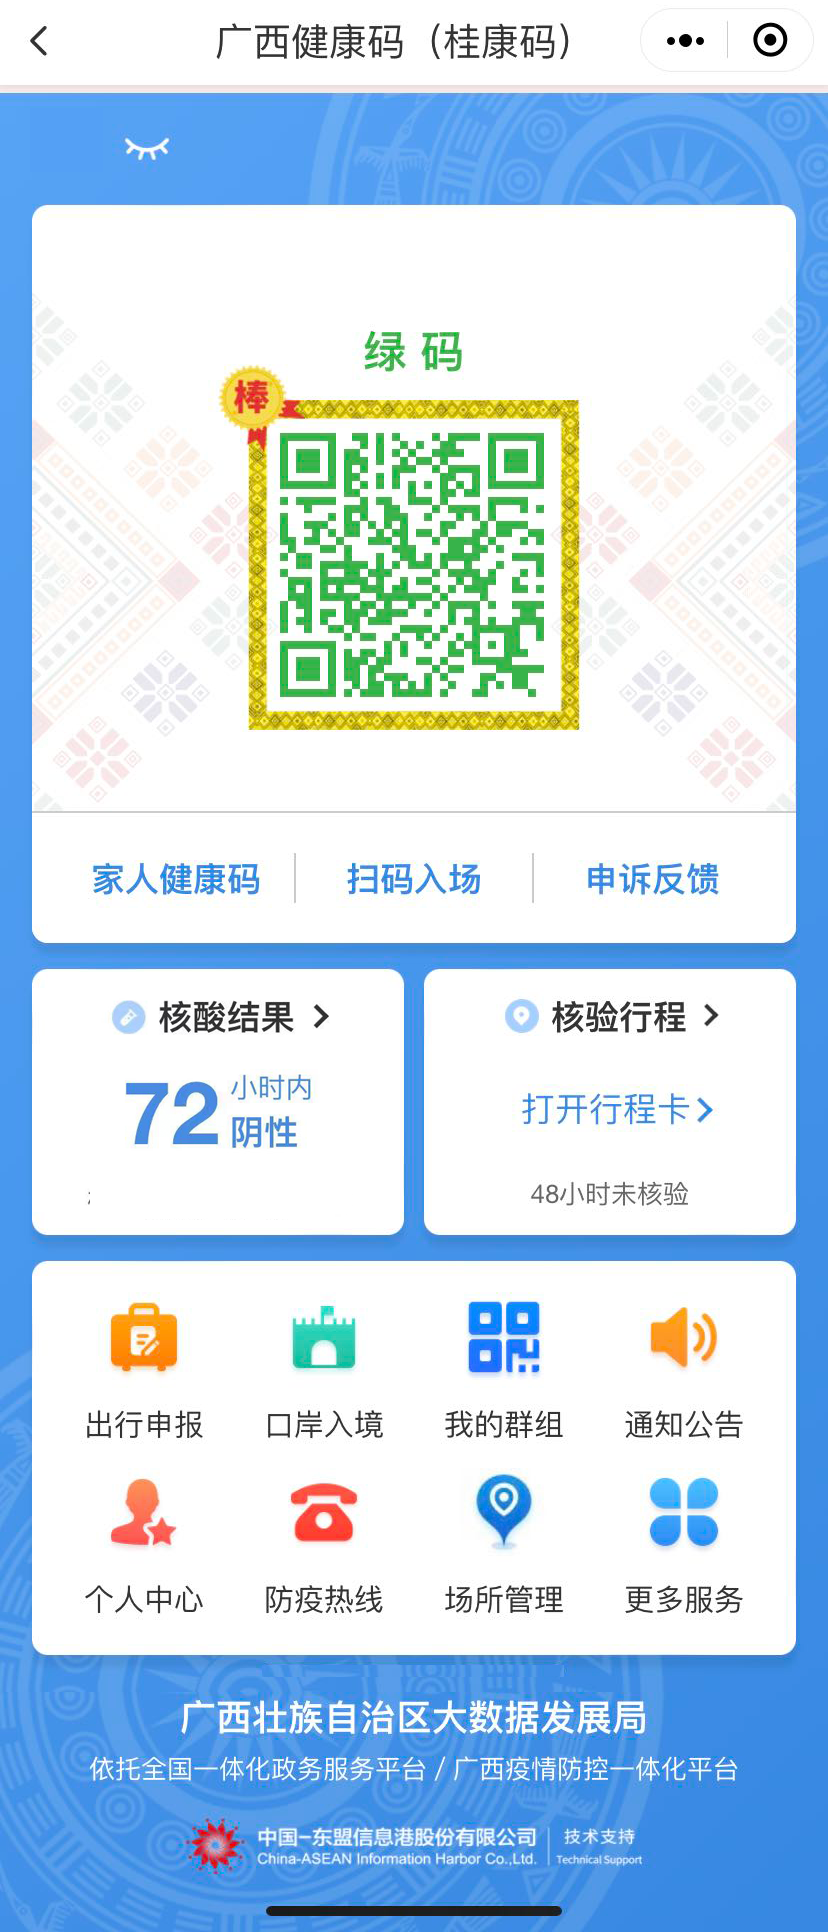 广西健康码（桂康码）
绿码
棒
家人健康码
扫码入场
申诉反馈
核酸结果
72
小时内
阴性
核验行程
打开行程卡
48小时未核验
出行申报
口岸入境
我的群组
通知公告
个人中心
防疫热线
场所管理
更多服务
广西壮族自治区大数据发展局
依托全国一体化政务服务平台 / 广西疫情防控一体化平台
中国－东盟信息港股份有限公司
China-ASEAN Information Harbor Co.,Ltd.
技术支持
Technical Support